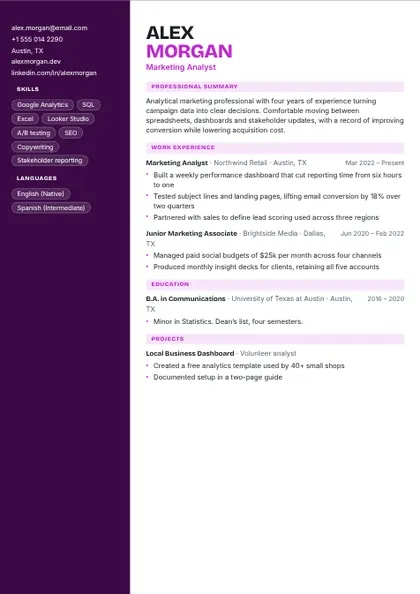 alex.morgan@email.com
+1 555 014 2290
Austin, TX
alexmorgan.dev
linkedin.com/in/alexmorgan
SKILLS
Google Analytics
SQL
Excel
Looker Studio
A/B testing
SEO
Copywriting
Stakeholder reporting
LANGUAGES
English (Native)
Spanish (Intermediate)
ALEX
MORGAN
Marketing Analyst
PROFESSIONAL SUMMARY
Analytical marketing professional with four years of experience turning
campaign data into clear decisions. Comfortable moving between
spreadsheets, dashboards and stakeholder updates, with a record of improving
conversion while lowering acquisition cost.
WORK EXPERIENCE
Marketing Analyst · Northwind Retail · Austin, TX Mar 2022 – Present
• Built a weekly performance dashboard that cut reporting time from six hours
to one
• Tested subject lines and landing pages, lifting email conversion by 18% over
two quarters
• Partnered with sales to define lead scoring used across three regions
Junior Marketing Associate · Brightside Media · Dallas, Jun 2020 – Feb 2022
TX
• Managed paid social budgets of $25k per month across four channels
• Produced monthly insight decks for clients, retaining all five accounts
EDUCATION
B.A. in Communications · University of Texas at Austin · Austin, 2016 – 2020
TX
• Minor in Statistics. Dean's list, four semesters.
PROJECTS
Local Business Dashboard · Volunteer analyst
• Created a free analytics template used by 40+ small shops
• Documented setup in a two-page guide